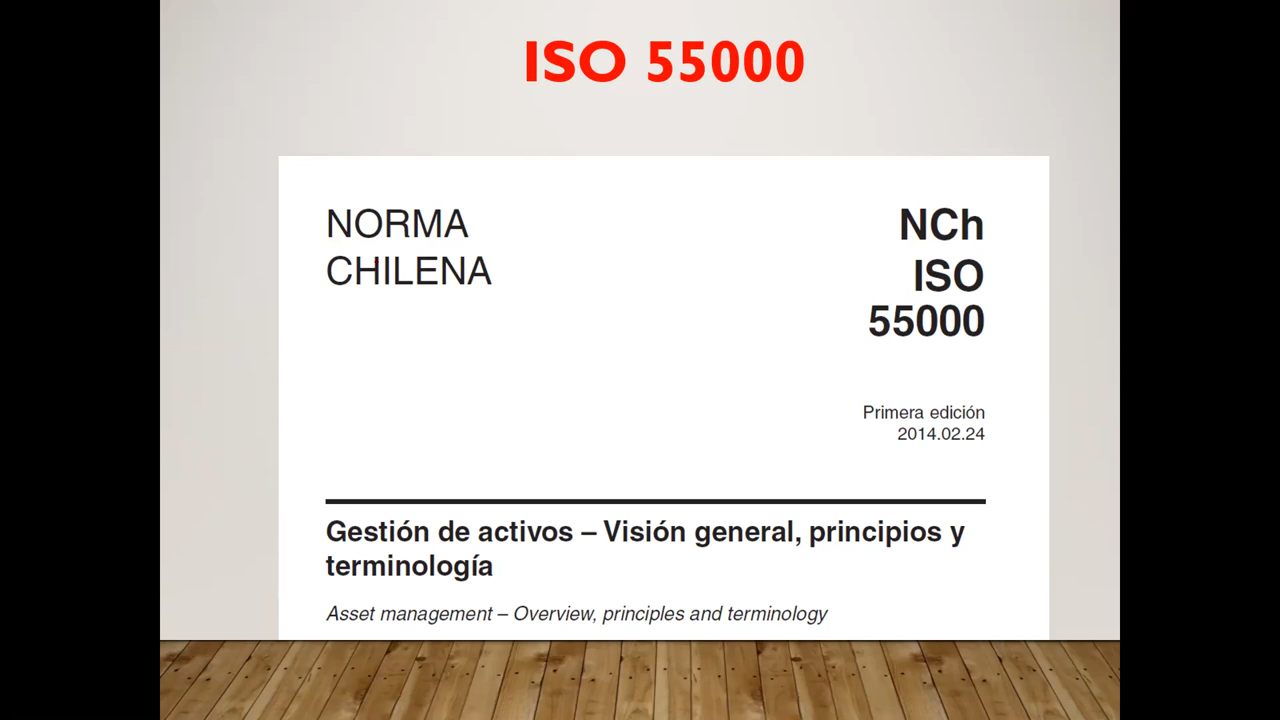 ISO 55000
NORMA
CHILENA
NCh
ISO
55000
Primera edición
2014.02.24
Gestión de activos – Visión general, principios y
terminología
Asset management – Overview, principles and terminology